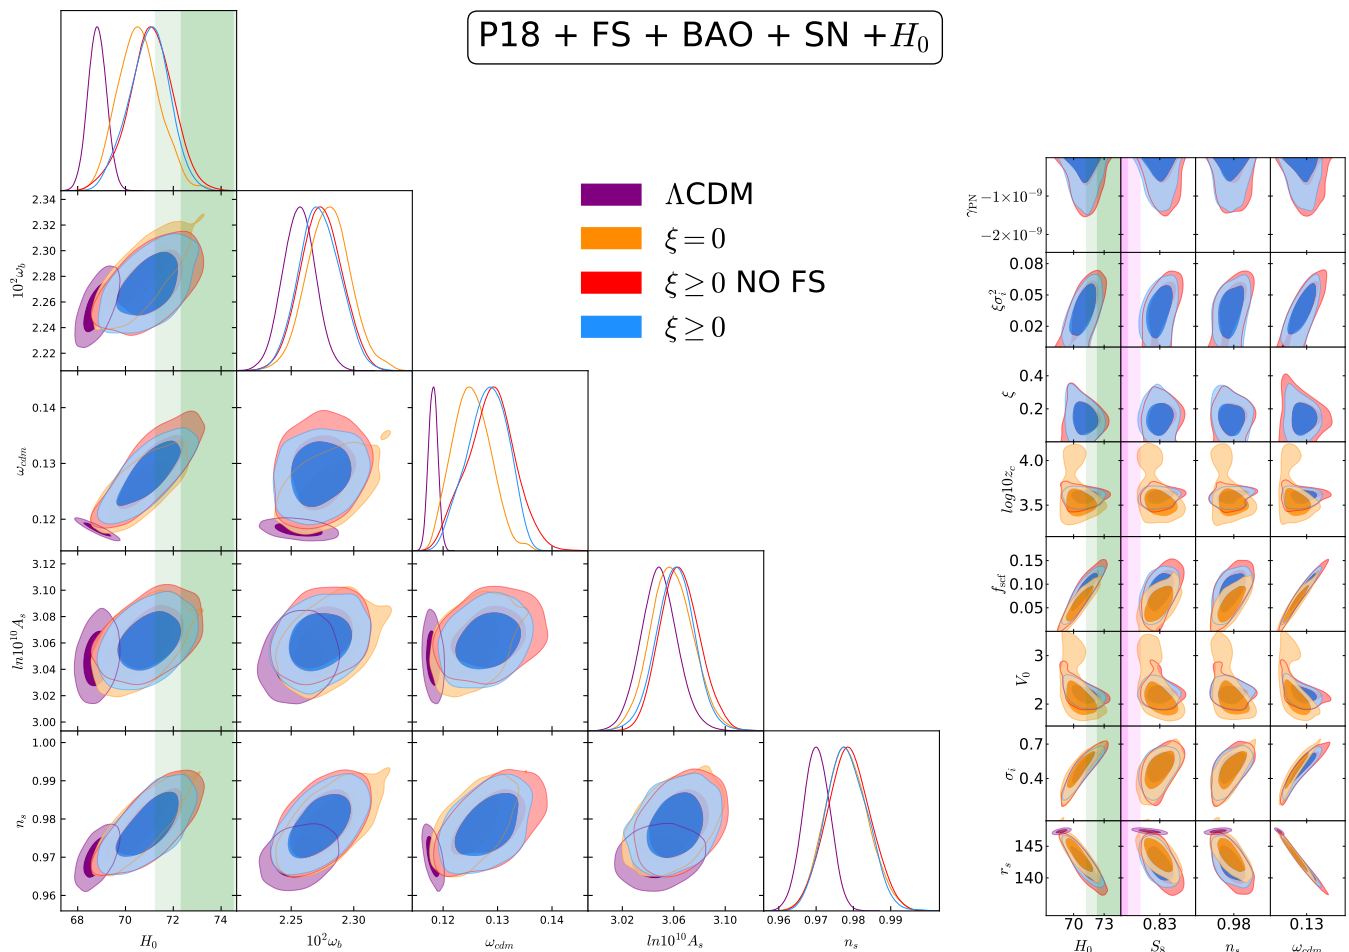 P18 + FS + BAO + SN +H₀
ΛCDM
ξ = 0
ξ ≥ 0 NO FS
ξ ≥ 0
2.34
2.32
2.30
2.28
2.26
2.24
2.22
10²ω_b
0.14
0.13
0.12
ω_cdm
3.12
3.10
3.08
3.06
3.04
3.02
3.00
ln10¹⁰A_s
1.00
0.99
0.98
0.97
0.96
n_s
68 70 72 74
2.25 2.30
0.12 0.13 0.14
3.02 3.06 3.10
0.96 0.97 0.98 0.99
H₀ 10²ω_b ω_cdm ln10¹⁰A_s n_s
γ_PN
−1×10⁻⁹
−2×10⁻⁹
ξσ_i²
0.08
0.05
0.02
ξ
0.4
0.2
log10z_c
4.0
3.5
f_scf
0.15
0.10
0.05
V₀
3
2
σ_i
0.7
0.4
r_s
145
140
70 73 0.83 0.98 0.13
H₀ S₈ n_s ω_cdm